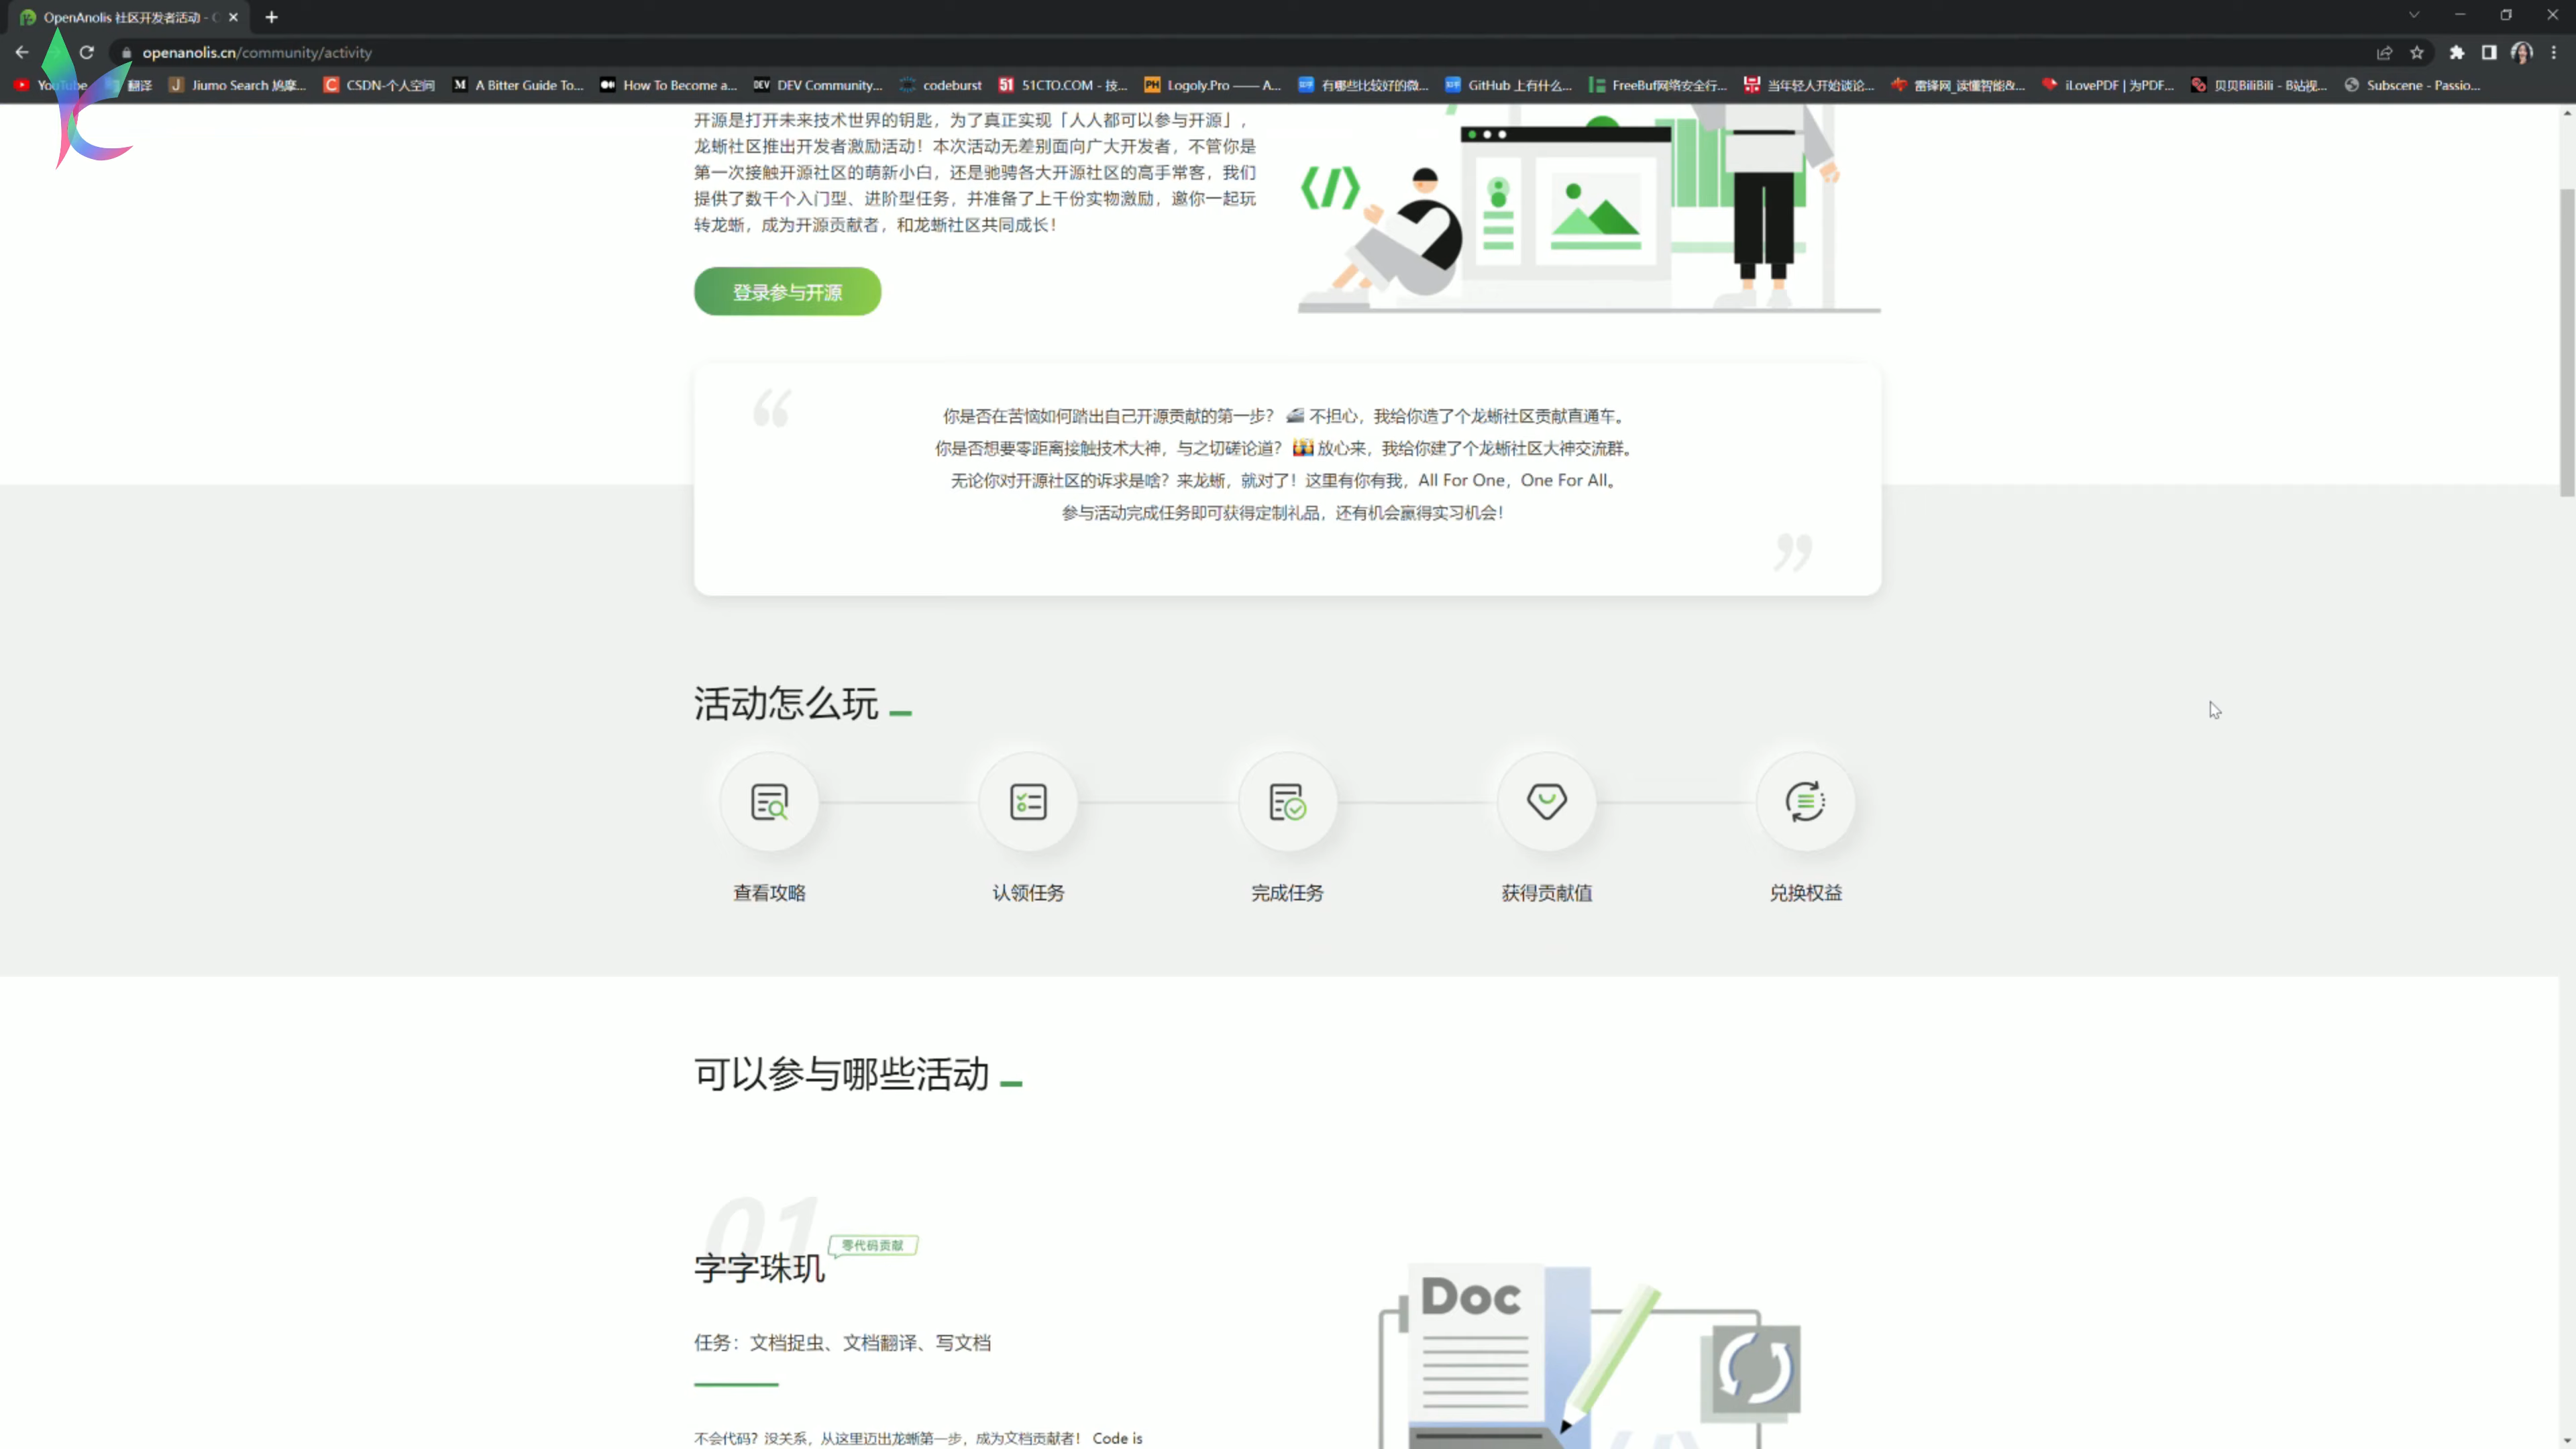 OpenAnolis 社区开发者活动 -
openanolis.cn/community/activity
YouTube
翻译
Jiumo Search 鸠摩...
CSDN-个人空间
A Bitter Guide To...
How To Become a...
DEV Community...
codeburst
51CTO.COM - 技...
Logoly.Pro —— A...
有哪些比较好的微...
GitHub 上有什么...
FreeBuf网络安全行...
当年轻人开始谈论...
雷锋网_读懂智能&...
iLovePDF | 为PDF...
贝贝BiliBili - B站视...
Subscene - Passio...
开源是打开未来技术世界的钥匙，为了真正实现「人人都可以参与开源」，
龙蜥社区推出开发者激励活动！本次活动无差别面向广大开发者，不管你是
第一次接触开源社区的萌新小白，还是驰骋各大开源社区的高手常客，我们
提供了数千个入门型、进阶型任务，并准备了上千份实物激励，邀你一起玩
转龙蜥，成为开源贡献者，和龙蜥社区共同成长！
登录参与开源
你是否在苦恼如何踏出自己开源贡献的第一步？ 🚄 不担心，我给你造了个龙蜥社区贡献直通车。
你是否想要零距离接触技术大神，与之切磋论道？ 放心来，我给你建了个龙蜥社区大神交流群。
无论你对开源社区的诉求是啥？来龙蜥，就对了！这里有你有我，All For One，One For All。
参与活动完成任务即可获得定制礼品，还有机会赢得实习机会！
活动怎么玩
查看攻略
认领任务
完成任务
获得贡献值
兑换权益
可以参与哪些活动
01
零代码贡献
字字珠玑
任务：文档捉虫、文档翻译、写文档
不会代码？没关系，从这里迈出龙蜥第一步，成为文档贡献者！ Code is
Doc